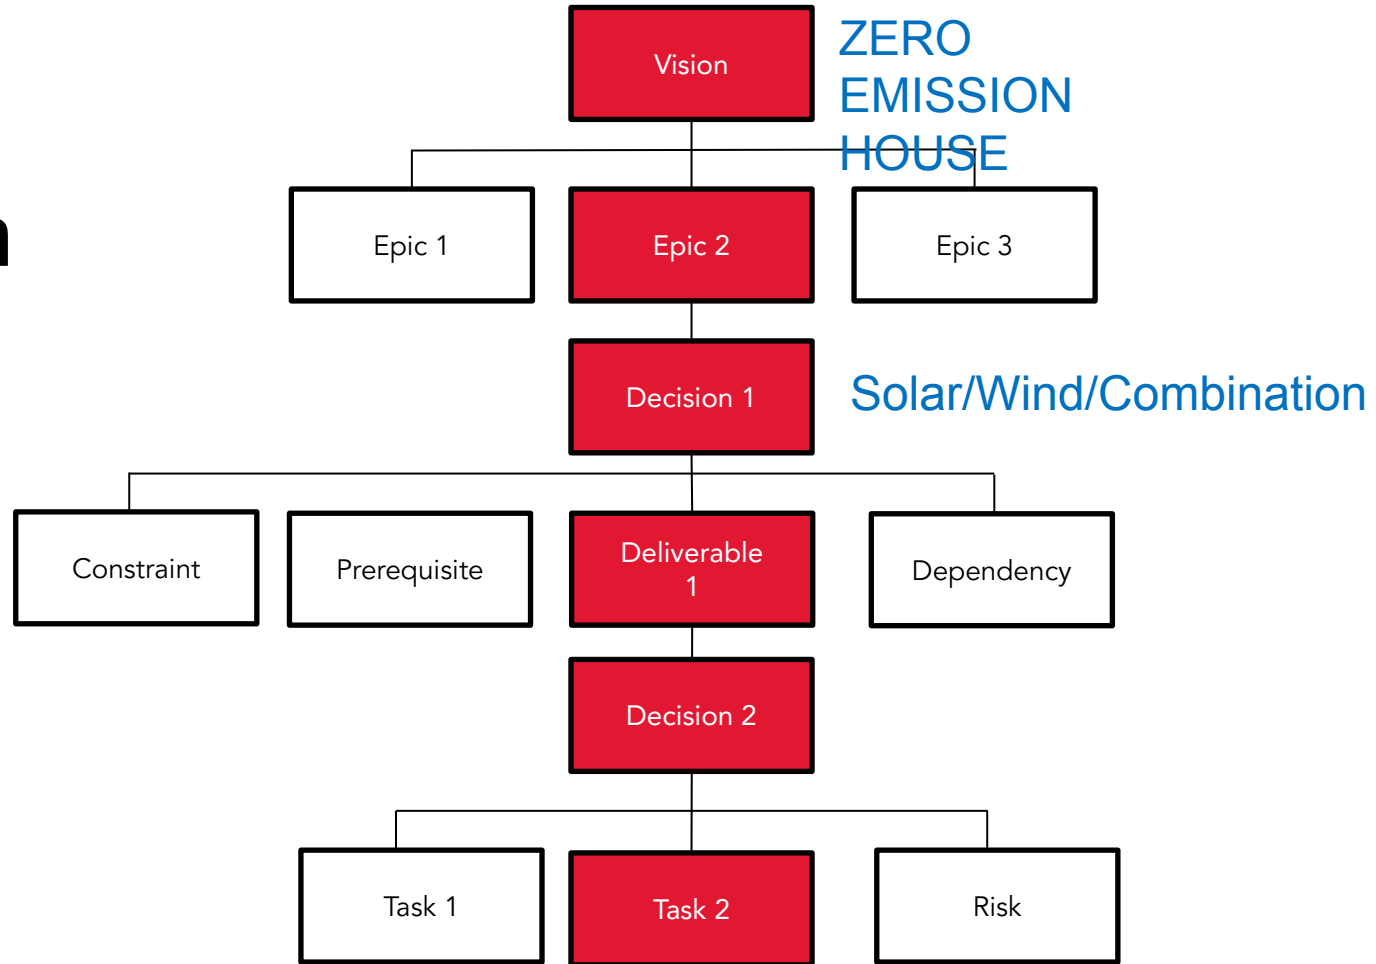 Vision
ZERO
EMISSION
HOUSE
Epic 1
Epic 2
Epic 3
Decision 1
Solar/Wind/Combination
Constraint
Prerequisite
Deliverable
1
Dependency
Decision 2
Task 1
Task 2
Risk